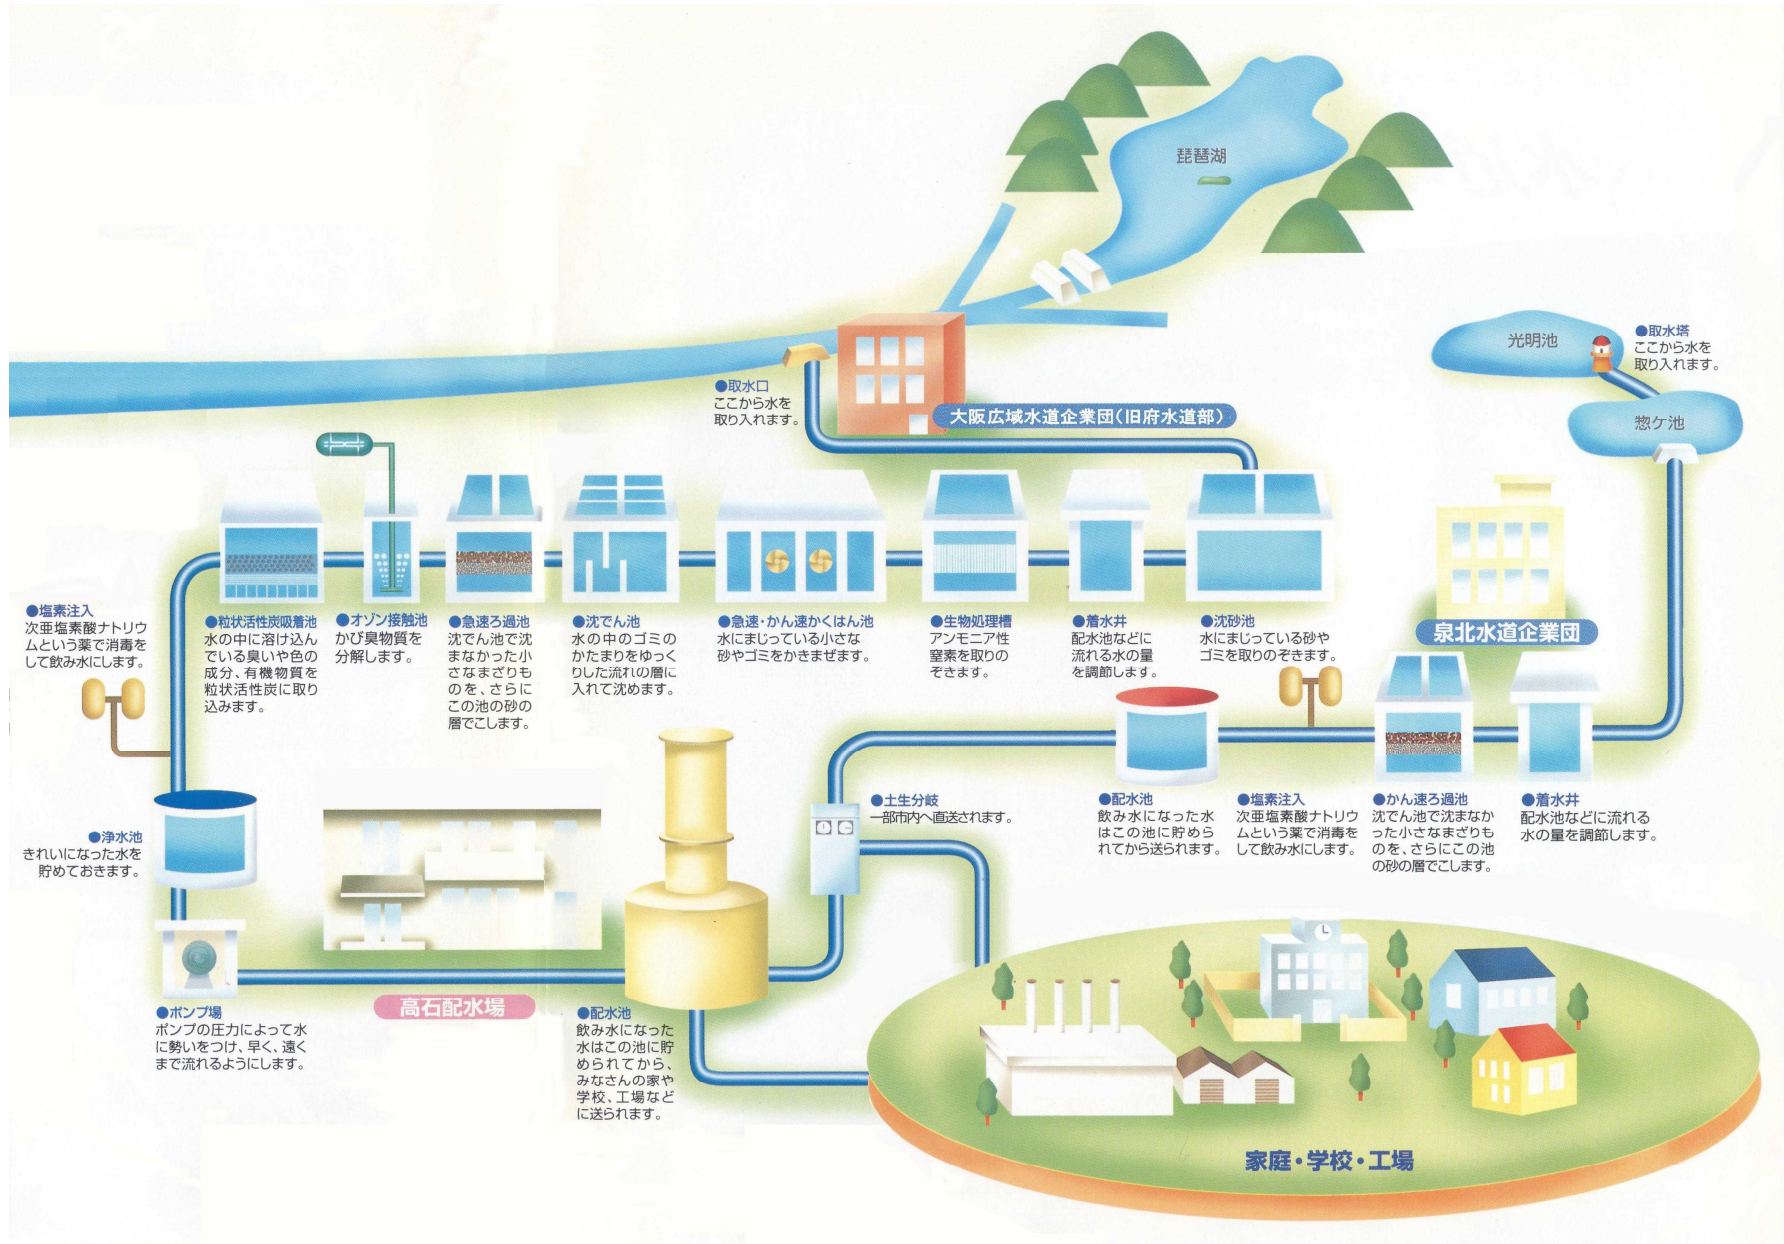 琵琶湖
光明池
●取水塔
ここから水を
取り入れます。
惣ケ池
●取水口
ここから水を
取り入れます。
大阪広域水道企業団(旧府水道部)
●塩素注入
次亜塩素酸ナトリウ
ムという薬で消毒を
して飲み水にします。
●粒状活性炭吸着池
水の中に溶け込ん
でいる臭いや色の
成分、有機物質を
粒状活性炭に取り
込みます。
●オゾン接触池
かび臭物質を
分解します。
●急速ろ過池
沈でん池で沈
まなかった小
さなまざりも
のを、さらに
この池の砂の
層でこします。
●沈でん池
水の中のゴミの
かたまりをゆっく
りした流れの層に
入れて沈めます。
●急速・かん速かくはん池
水にまじっている小さな
砂やゴミをかきまぜます。
●生物処理槽
アンモニア性
窒素を取りの
ぞきます。
●着水井
配水池などに
流れる水の量
を調節します。
●沈砂池
水にまじっている砂や
ゴミを取りのぞきます。
泉北水道企業団
●浄水池
きれいになった水を
貯めておきます。
●土生分岐
一部市内へ直送されます。
●配水池
飲み水になった水
はこの池に貯めら
れてから送られます。
●塩素注入
次亜塩素酸ナトリウ
ムという薬で消毒を
して飲み水にします。
●かん速ろ過池
沈でん池で沈まなか
った小さなまざりも
のを、さらにこの池
の砂の層でこします。
●着水井
配水池などに流れる
水の量を調節します。
●ポンプ場
ポンプの圧力によって水
に勢いをつけ、早く、遠く
まで流れるようにします。
高石配水場
●配水池
飲み水になった
水はこの池に貯
められてから、
みなさんの家や
学校、工場など
に送られます。
家庭・学校・工場